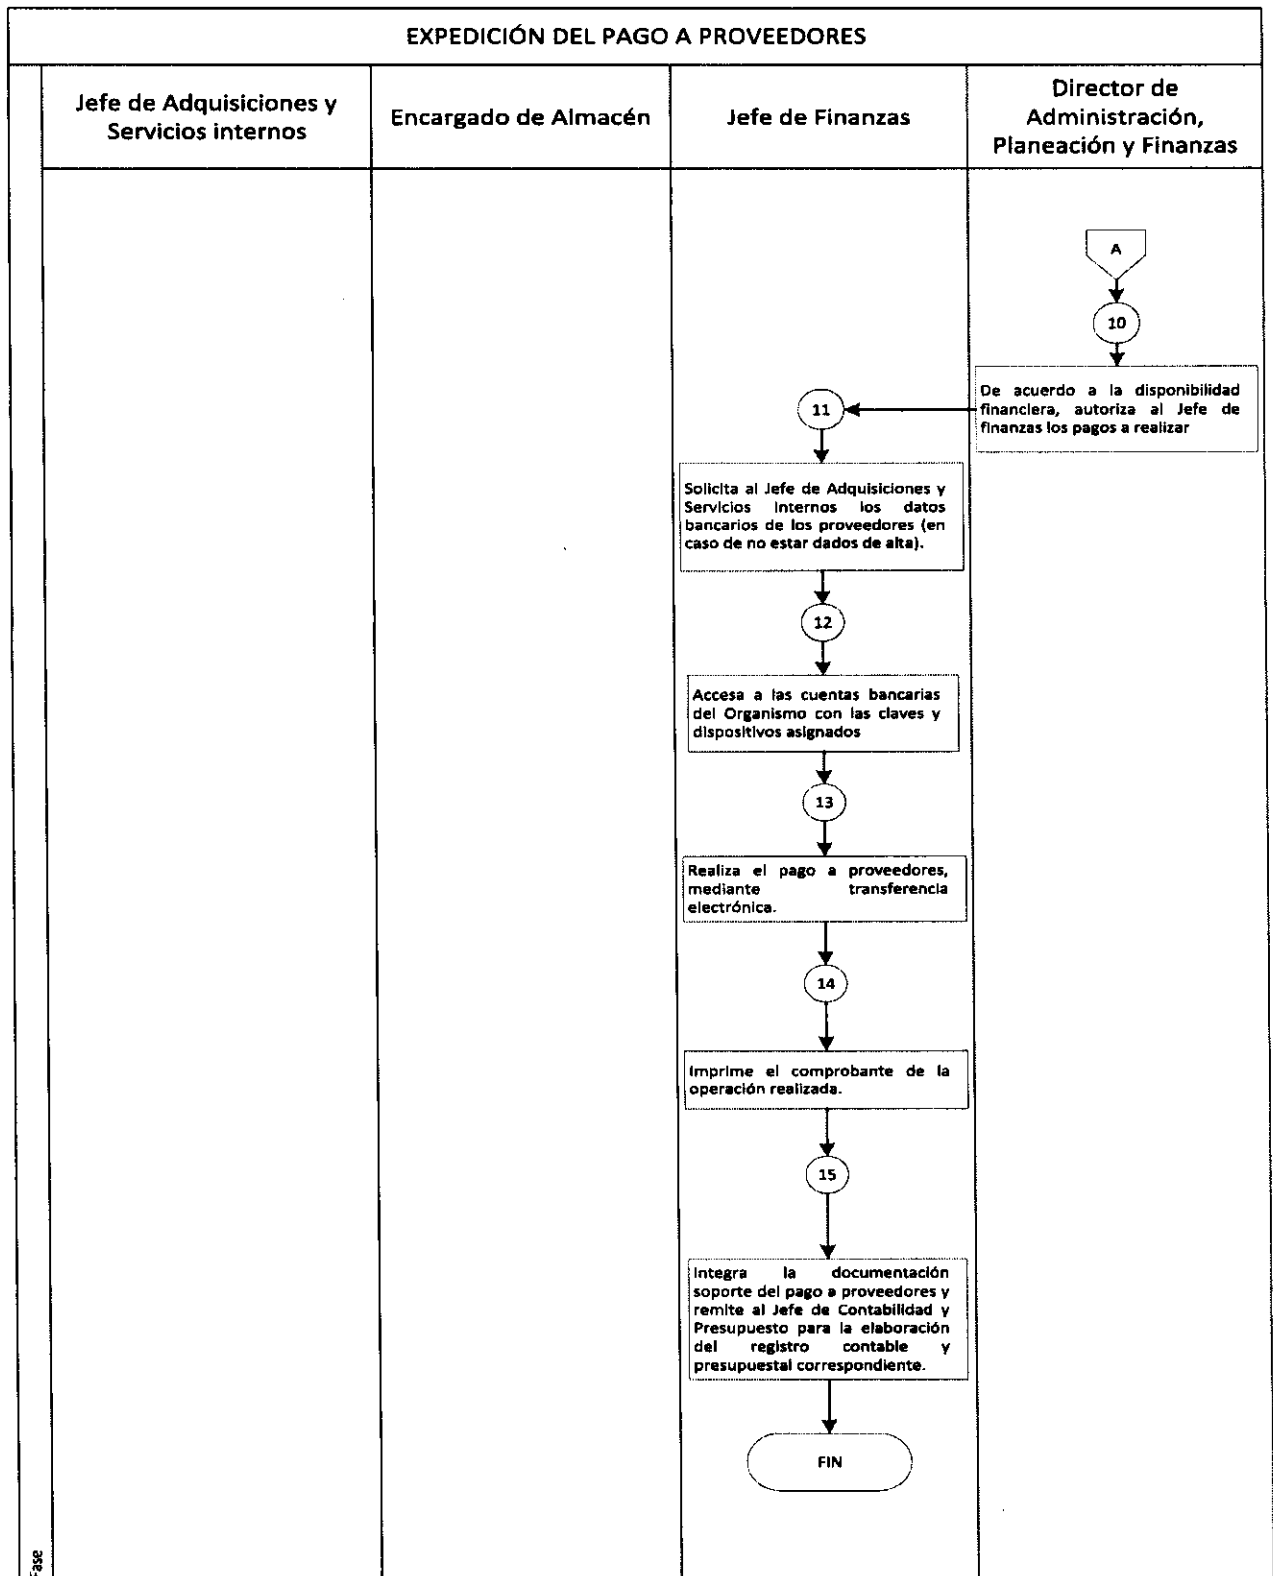 EXPEDICIÓN DEL PAGO A PROVEEDORES
Jefe de Adquisiciones y
Servicios internos
Encargado de Almacén
Jefe de Finanzas
Director de
Administración,
Planeación y Finanzas
A
10
De acuerdo a la disponibilidad
financiera, autoriza al Jefe de
finanzas los pagos a realizar
11
Solicita al Jefe de Adquisiciones y
Servicios Internos los datos
bancarios de los proveedores (en
caso de no estar dados de alta).
12
Accesa a las cuentas bancarias
del Organismo con las claves y
dispositivos asignados
13
Realiza el pago a proveedores,
mediante transferencia
electrónica.
14
Imprime el comprobante de la
operación realizada.
15
Integra la documentación
soporte del pago a proveedores y
remite al Jefe de Contabilidad y
Presupuesto para la elaboración
del registro contable y
presupuestal correspondiente.
FIN
Fase